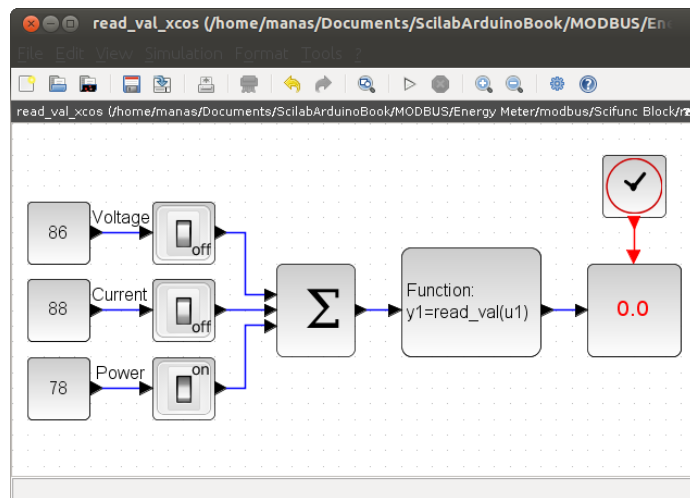 read_val_xcos (/home/manas/Documents/ScilabArduinoBook/MODBUS/En
File Edit View Simulation Format Tools ?
read_val_xcos (/home/manas/Documents/ScilabArduinoBook/MODBUS/Energy Meter/modbus/Scifunc Block/
86
Voltage
off
88
Current
off
78
Power
on
Σ
Function:
y1=read_val(u1)
0.0